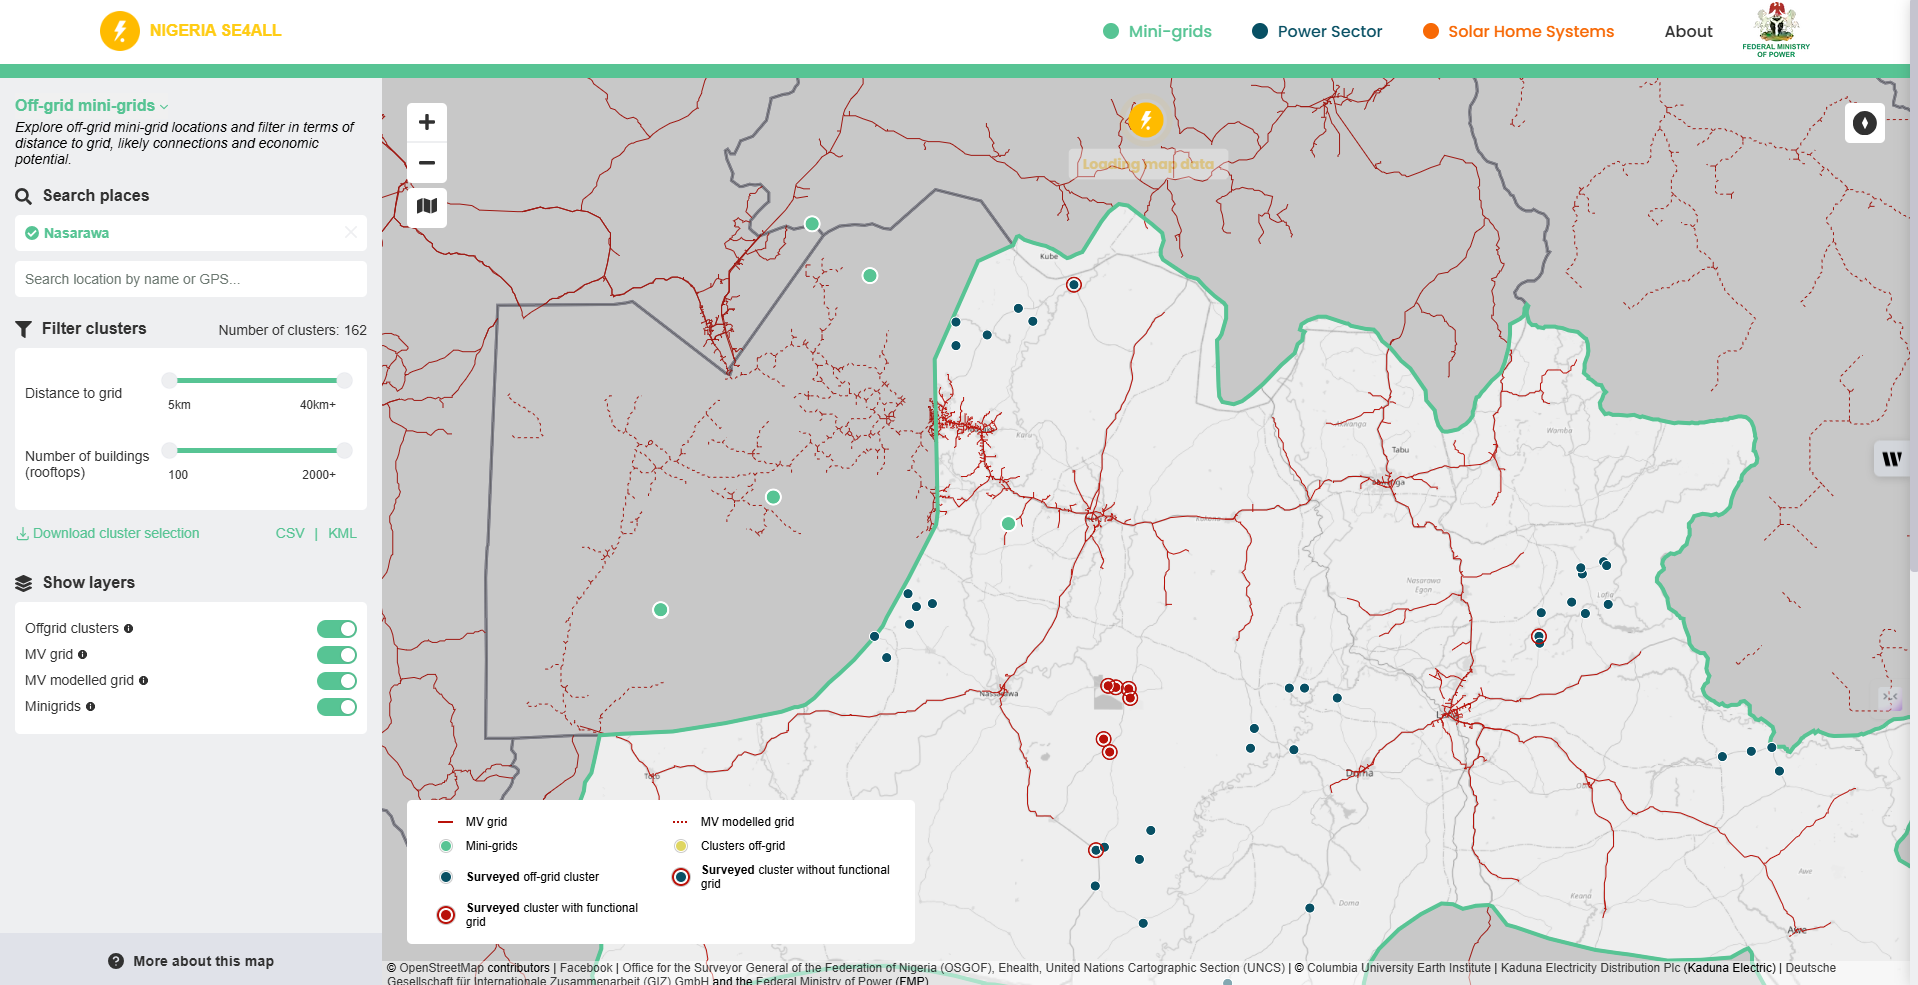 NIGERIA SE4ALL
Mini-grids
Power Sector
Solar Home Systems
About
FEDERAL MINISTRY
OF POWER
Off-grid mini-grids
Explore off-grid mini-grid locations and filter in terms of
distance to grid, likely connections and economic
potential.
Search places
Nasarawa
Search location by name or GPS...
Filter clusters
Number of clusters: 162
Distance to grid
5km
40km+
Number of buildings
(rooftops)
100
2000+
Download cluster selection
CSV | KML
Show layers
Offgrid clusters
MV grid
MV modelled grid
Minigrids
More about this map
Loading map data
Kube
Karu
Tabu
Wamba
Kokona
Nasarawa
Egon
Lafia
Toto
Doma
Doma
Keana
Awe
Awe
MV grid
MV modelled grid
Mini-grids
Clusters off-grid
Surveyed off-grid cluster
Surveyed cluster without functional
grid
Surveyed cluster with functional
grid
© OpenStreetMap contributors | Facebook | Office for the Surveyor General of the Federation of Nigeria (OSGOF), Ehealth, United Nations Cartographic Section (UNCS) | © Columbia University Earth Institute | Kaduna Electricity Distribution Plc (Kaduna Electric) | Deutsche
Gesellschaft für Internationale Zusammenarbeit (GIZ) GmbH and the Federal Ministry of Power (FMP)